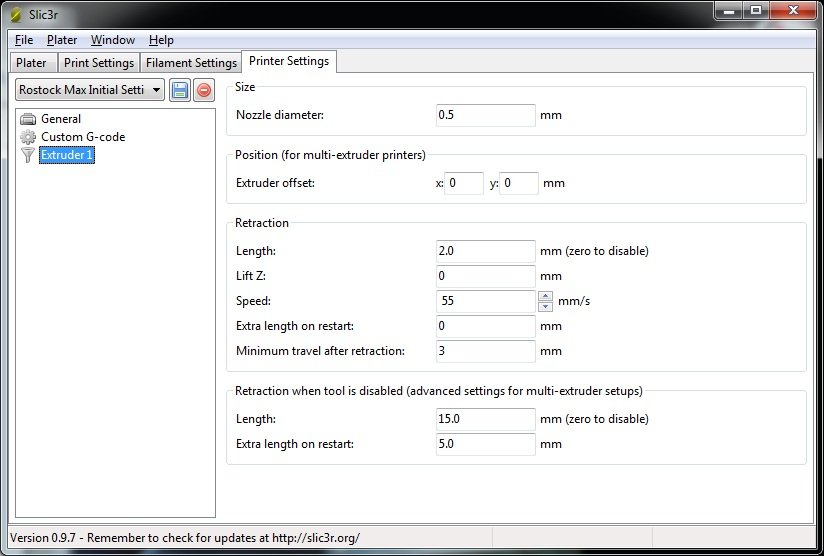 Slic3r
File Plater Window Help
Plater Print Settings Filament Settings Printer Settings
Rostock Max Initial Setti
General
Custom G-code
Extruder 1
Size
Nozzle diameter: 0.5 mm
Position (for multi-extruder printers)
Extruder offset: x: 0 y: 0 mm
Retraction
Length: 2.0 mm (zero to disable)
Lift Z: 0 mm
Speed: 55 mm/s
Extra length on restart: 0 mm
Minimum travel after retraction: 3 mm
Retraction when tool is disabled (advanced settings for multi-extruder setups)
Length: 15.0 mm (zero to disable)
Extra length on restart: 5.0 mm
Version 0.9.7 - Remember to check for updates at http://slic3r.org/